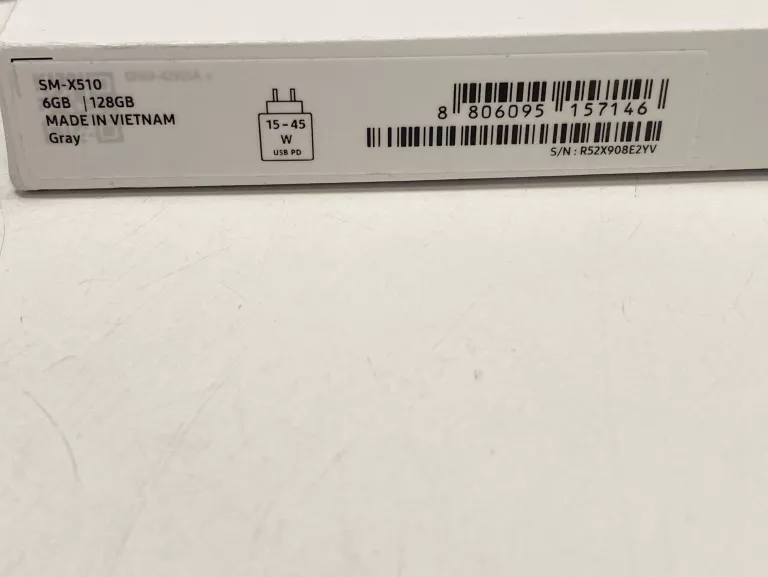 SM-X510
6GB | 128GB
MADE IN VIETNAM
Gray
15-45
W
USB PD
8 806095 157146
S/N : R52X908E2YV